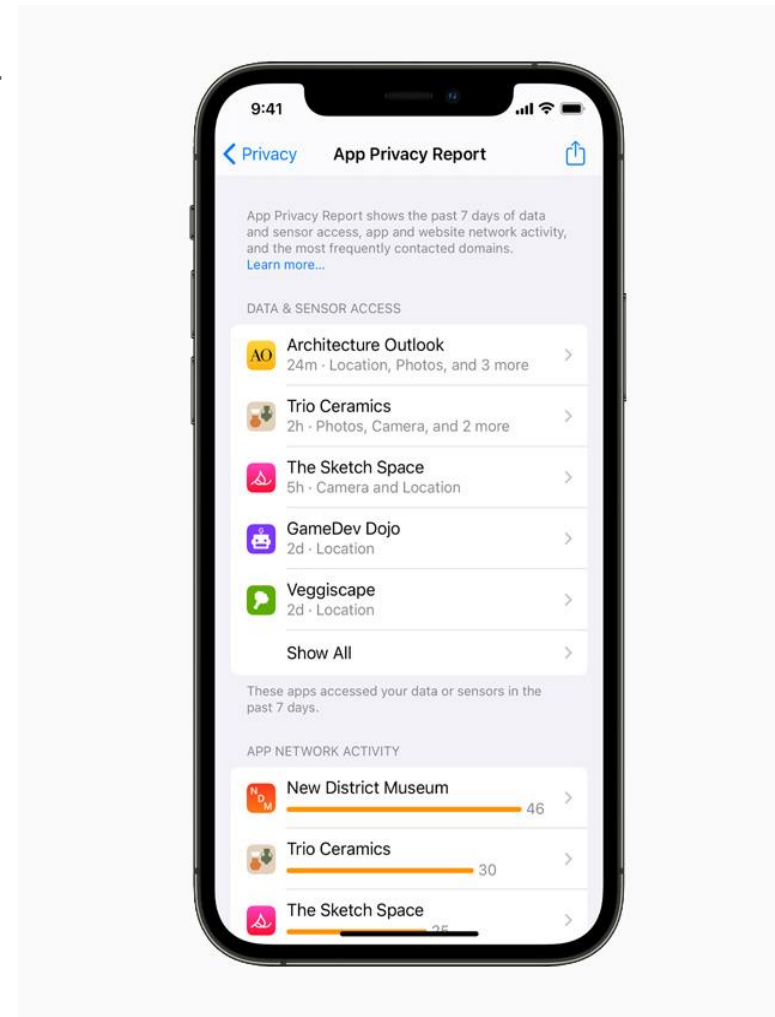 9:41
Privacy
App Privacy Report
App Privacy Report shows the past 7 days of data
and sensor access, app and website network activity,
and the most frequently contacted domains.
Learn more...
DATA & SENSOR ACCESS
AO
Architecture Outlook
24m · Location, Photos, and 3 more
Trio Ceramics
2h · Photos, Camera, and 2 more
The Sketch Space
5h · Camera and Location
GameDev Dojo
2d · Location
Veggiscape
2d · Location
Show All
These apps accessed your data or sensors in the
past 7 days.
APP NETWORK ACTIVITY
NDM
New District Museum
46
Trio Ceramics
30
The Sketch Space